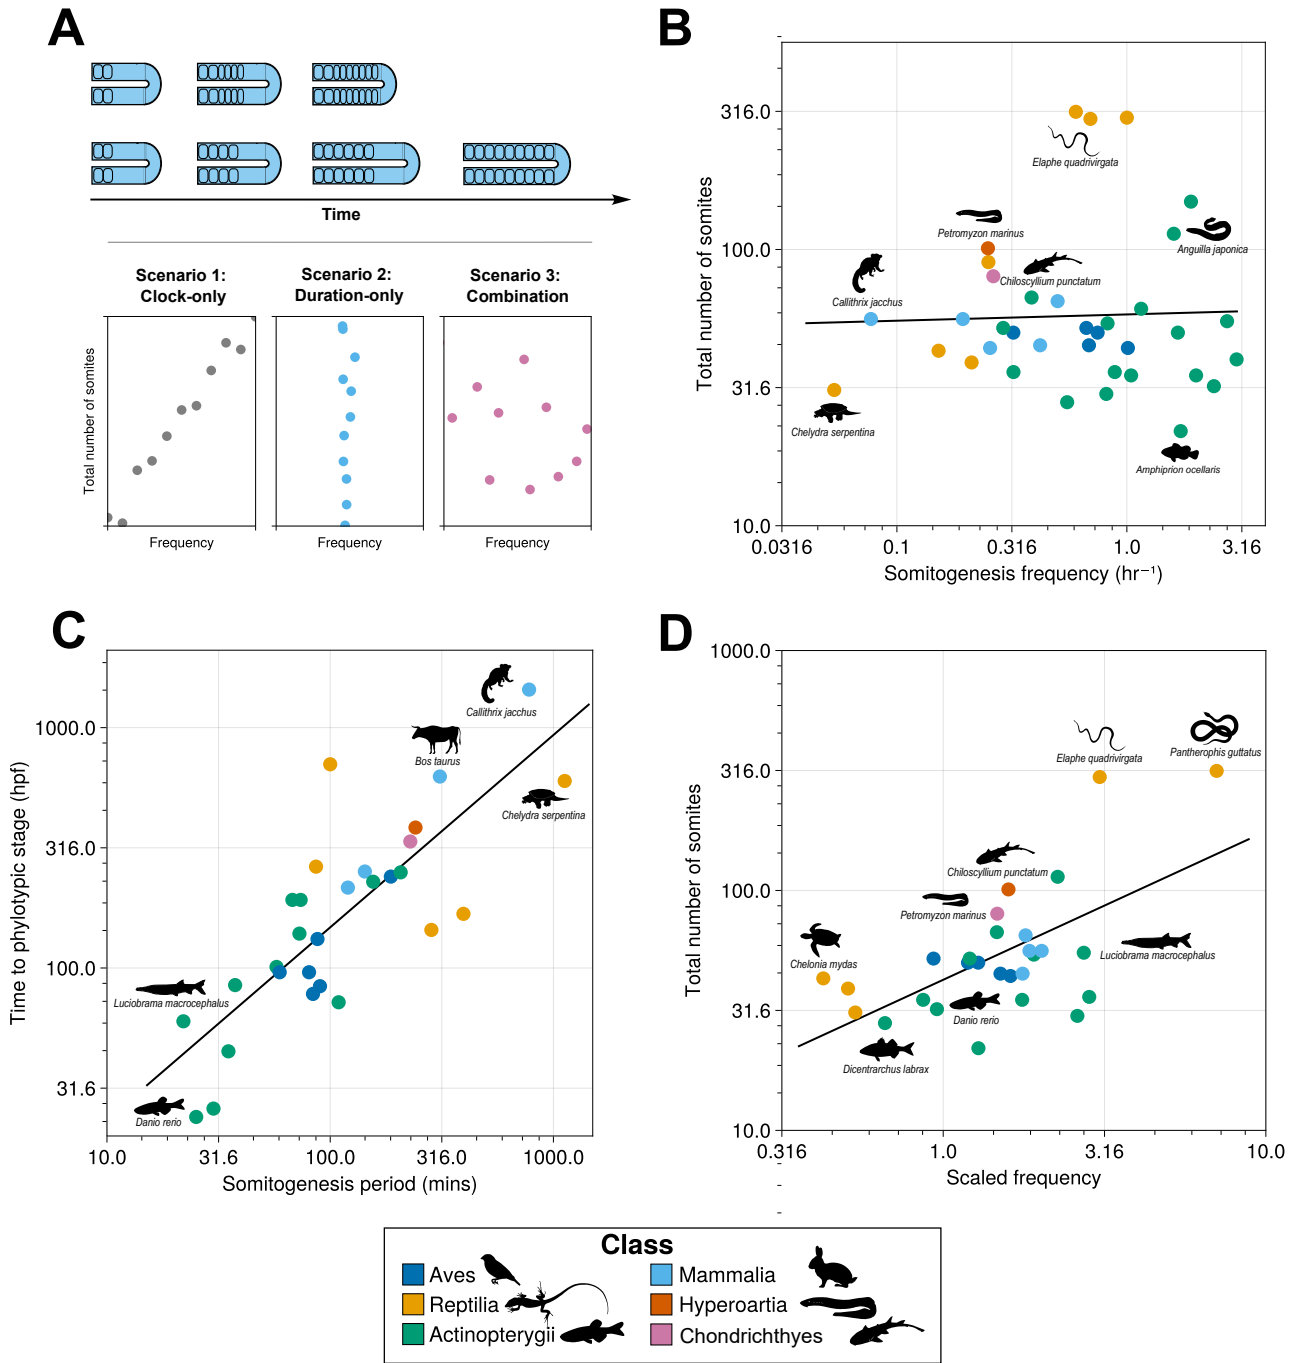 A
Time
Scenario 1:
Clock-only
Scenario 2:
Duration-only
Scenario 3:
Combination
Total number of somites
Frequency
Frequency
Frequency
B
316.0
100.0
31.6
10.0
Total number of somites
Elaphe quadrivirgata
Petromyzon marinus
Anguilla japonica
Chiloscyllium punctatum
Callithrix jacchus
Chelydra serpentina
Amphiprion ocellaris
0.0316
0.1
0.316
1.0
3.16
Somitogenesis frequency (hr⁻¹)
C
1000.0
316.0
100.0
31.6
Time to phylotypic stage (hpf)
Callithrix jacchus
Bos taurus
Chelydra serpentina
Luciobrama macrocephalus
Danio rerio
10.0
31.6
100.0
316.0
1000.0
Somitogenesis period (mins)
D
1000.0
316.0
100.0
31.6
10.0
Total number of somites
Elaphe quadrivirgata
Pantherophis guttatus
Chiloscyllium punctatum
Petromyzon marinus
Chelonia mydas
Luciobrama macrocephalus
Danio rerio
Dicentrarchus labrax
0.316
1.0
3.16
10.0
Scaled frequency
Class
Aves
Mammalia
Reptilia
Hyperoartia
Actinopterygii
Chondrichthyes